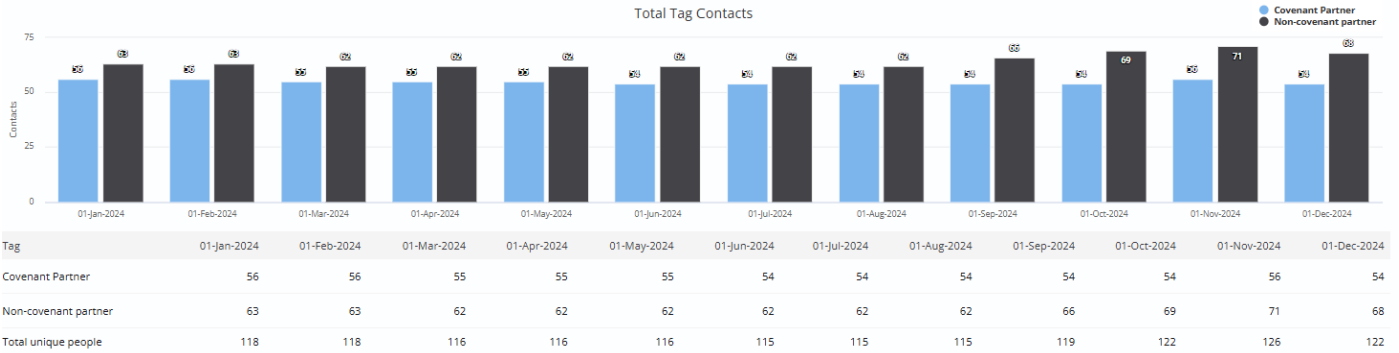 Total Tag Contacts
Covenant Partner
Non-covenant partner
75
50
25
0
Contacts
56 63 56 63 55 62 55 62 55 62 54 62 54 62 54 62 54 66 54 69 56 71 54 68
01-Jan-2024 01-Feb-2024 01-Mar-2024 01-Apr-2024 01-May-2024 01-Jun-2024 01-Jul-2024 01-Aug-2024 01-Sep-2024 01-Oct-2024 01-Nov-2024 01-Dec-2024
Tag 01-Jan-2024 01-Feb-2024 01-Mar-2024 01-Apr-2024 01-May-2024 01-Jun-2024 01-Jul-2024 01-Aug-2024 01-Sep-2024 01-Oct-2024 01-Nov-2024 01-Dec-2024
Covenant Partner 56 56 55 55 55 54 54 54 54 54 56 54
Non-covenant partner 63 63 62 62 62 62 62 62 66 69 71 68
Total unique people 118 118 116 116 116 115 115 115 119 122 126 122